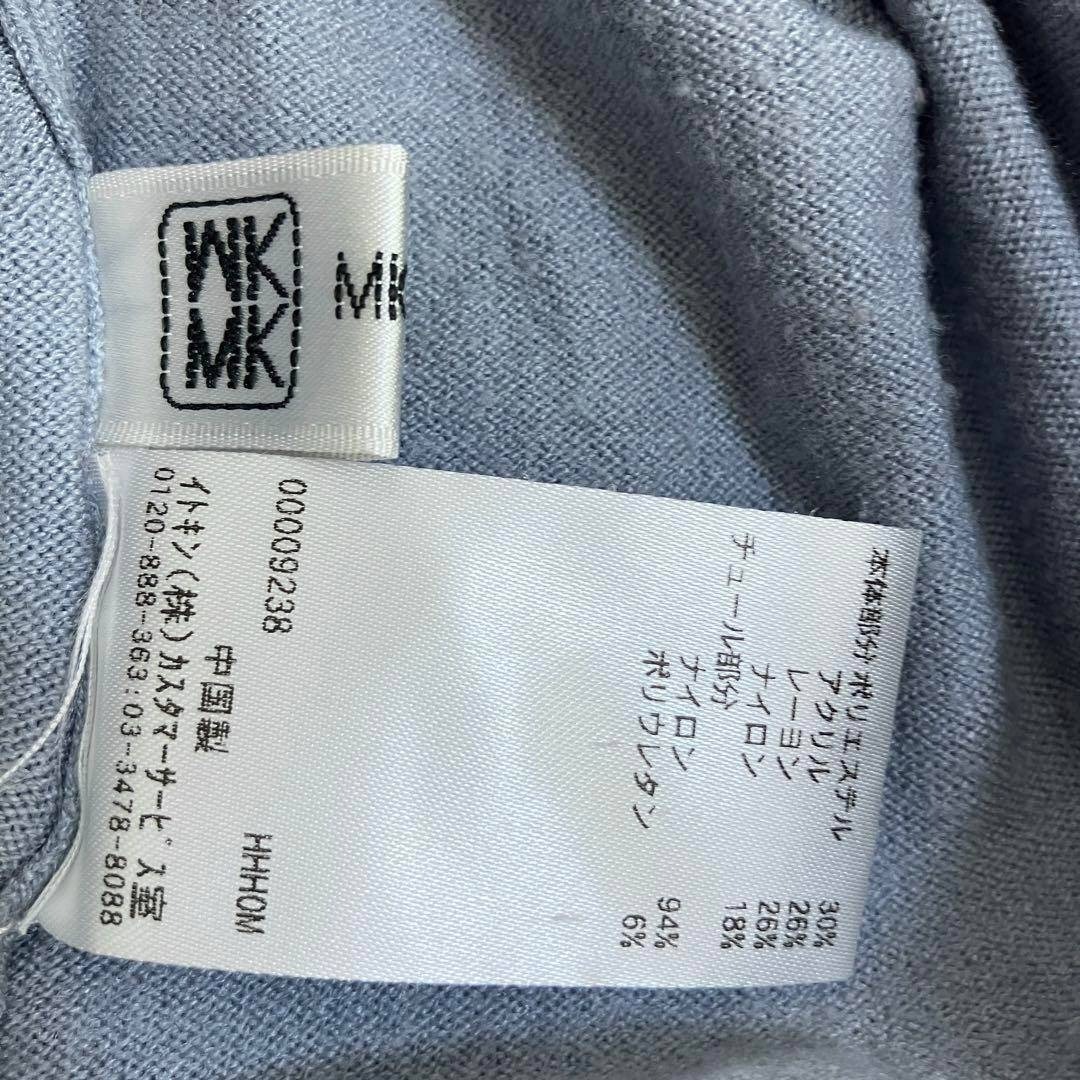 MK
MK
MK
本体部分 ポリエステル 30%
アクリル 26%
レーヨン 26%
ナイロン 18%
チュール部分
ナイロン 94%
ポリウレタン 6%
00009238 HHHOM
中国製
イトキン(株)カスタマーサービス室
0120-888-363:03-3478-8088